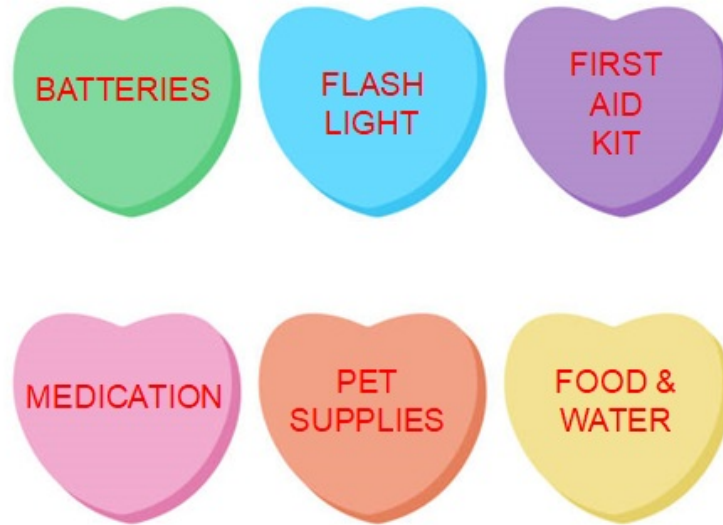 BATTERIES
FLASH
LIGHT
FIRST
AID
KIT
MEDICATION
PET
SUPPLIES
FOOD &
WATER